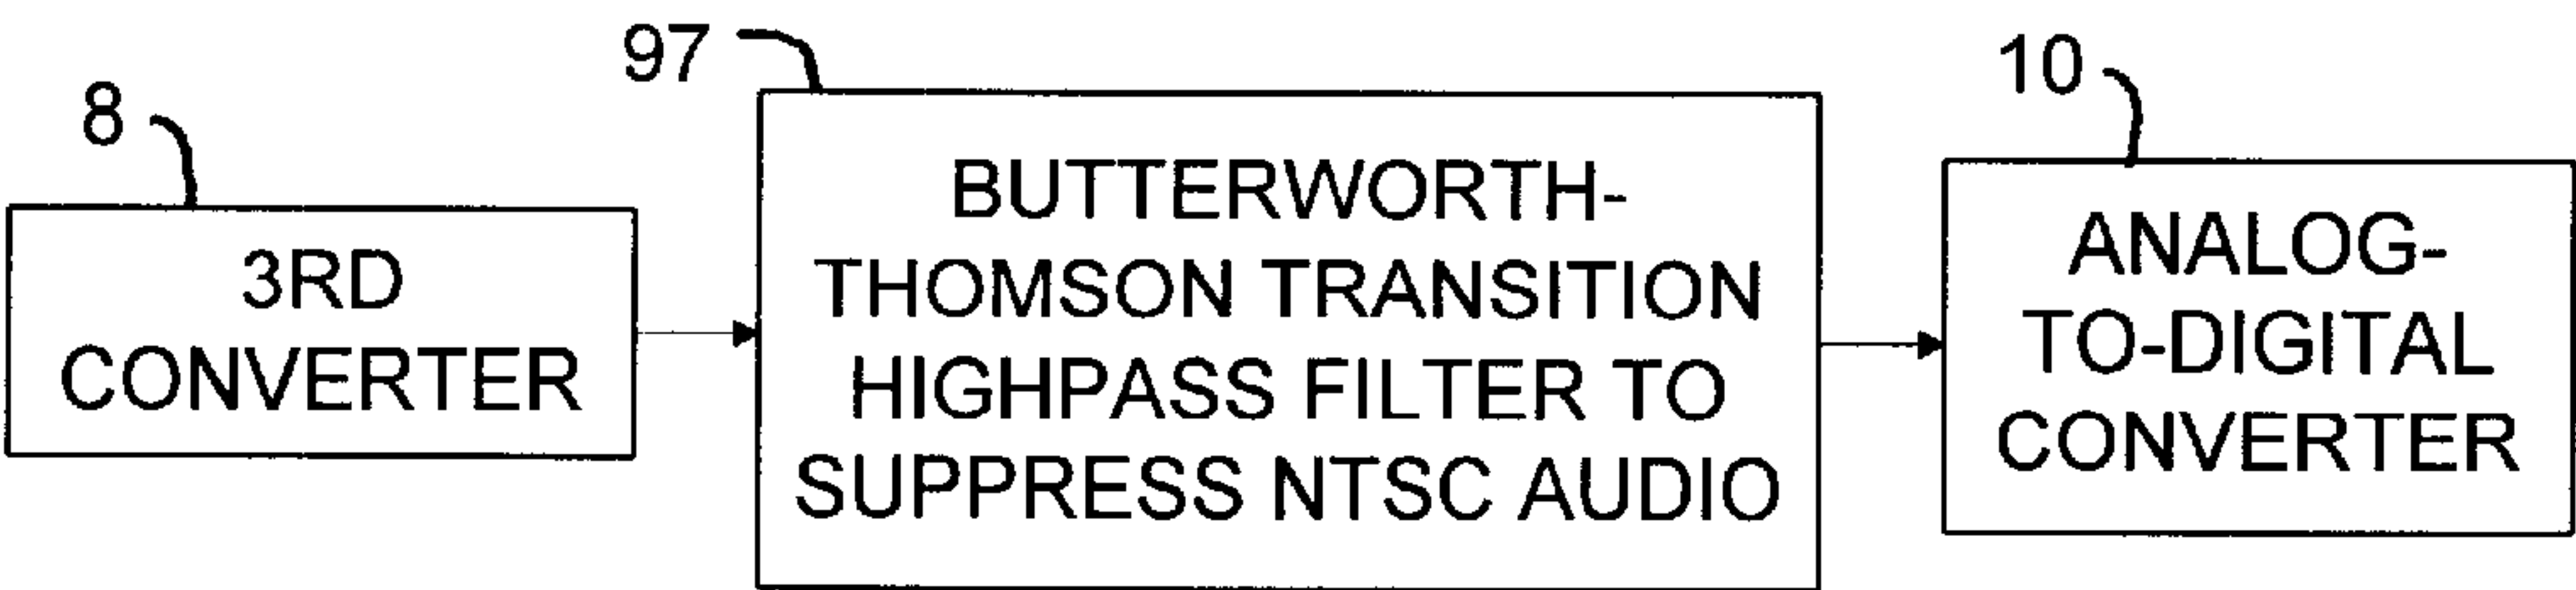 8
3RD
CONVERTER
97
BUTTERWORTH-
THOMSON TRANSITION
HIGHPASS FILTER TO
SUPPRESS NTSC AUDIO
10
ANALOG-
TO-DIGITAL
CONVERTER